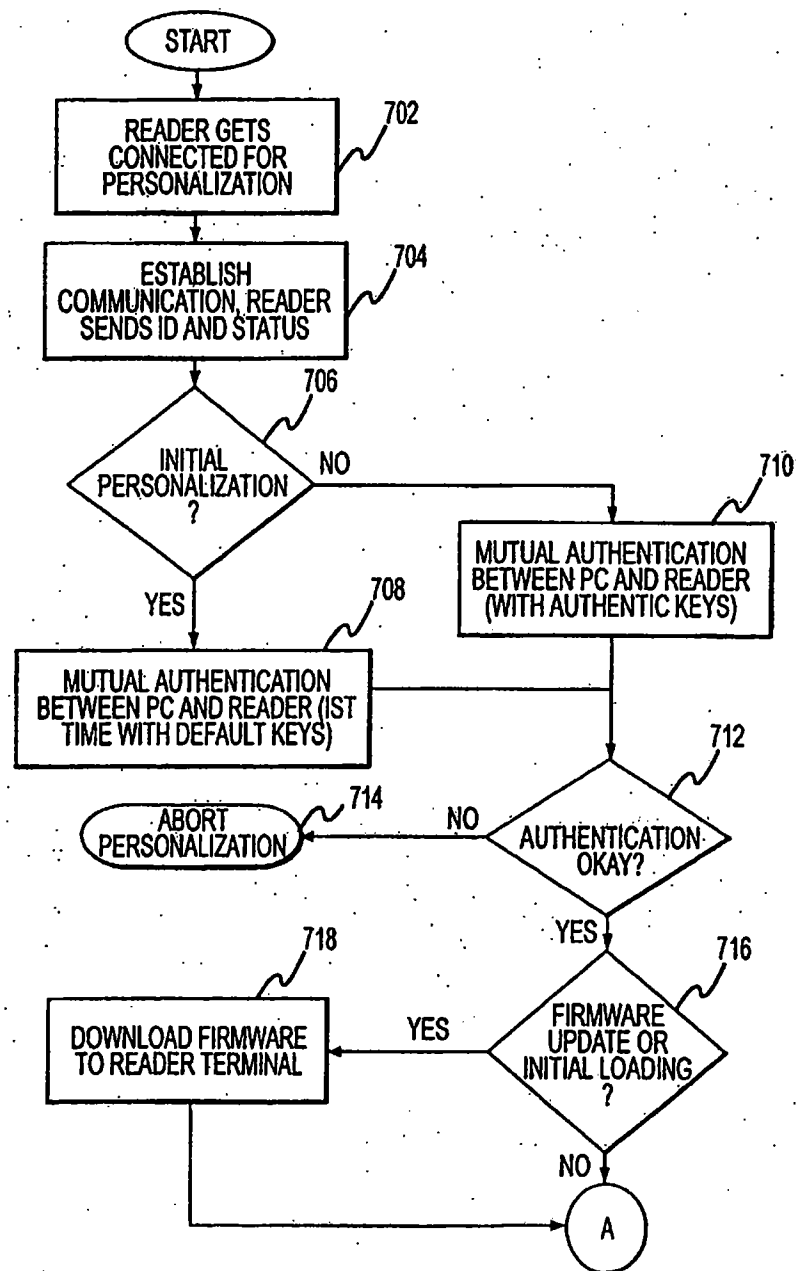 START
702
READER GETS
CONNECTED FOR
PERSONALIZATION
704
ESTABLISH
COMMUNICATION, READER
SENDS ID AND STATUS
706
INITIAL
PERSONALIZATION
?
NO
YES
710
MUTUAL AUTHENTICATION
BETWEEN PC AND READER
(WITH AUTHENTIC KEYS)
708
MUTUAL AUTHENTICATION
BETWEEN PC AND READER (IST
TIME WITH DEFAULT KEYS)
712
AUTHENTICATION
OKAY?
NO
714
ABORT
PERSONALIZATION
YES
716
FIRMWARE
UPDATE OR
INITIAL LOADING
?
YES
718
DOWNLOAD FIRMWARE
TO READER TERMINAL
NO
A